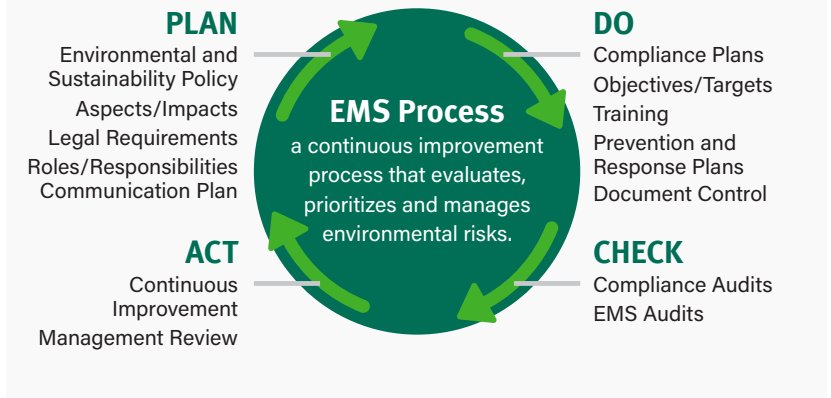 PLAN
Environmental and
Sustainability Policy
Aspects/Impacts
Legal Requirements
Roles/Responsibilities
Communication Plan
DO
Compliance Plans
Objectives/Targets
Training
Prevention and
Response Plans
Document Control
EMS Process
a continuous improvement
process that evaluates,
prioritizes and manages
environmental risks.
ACT
Continuous
Improvement
Management Review
CHECK
Compliance Audits
EMS Audits